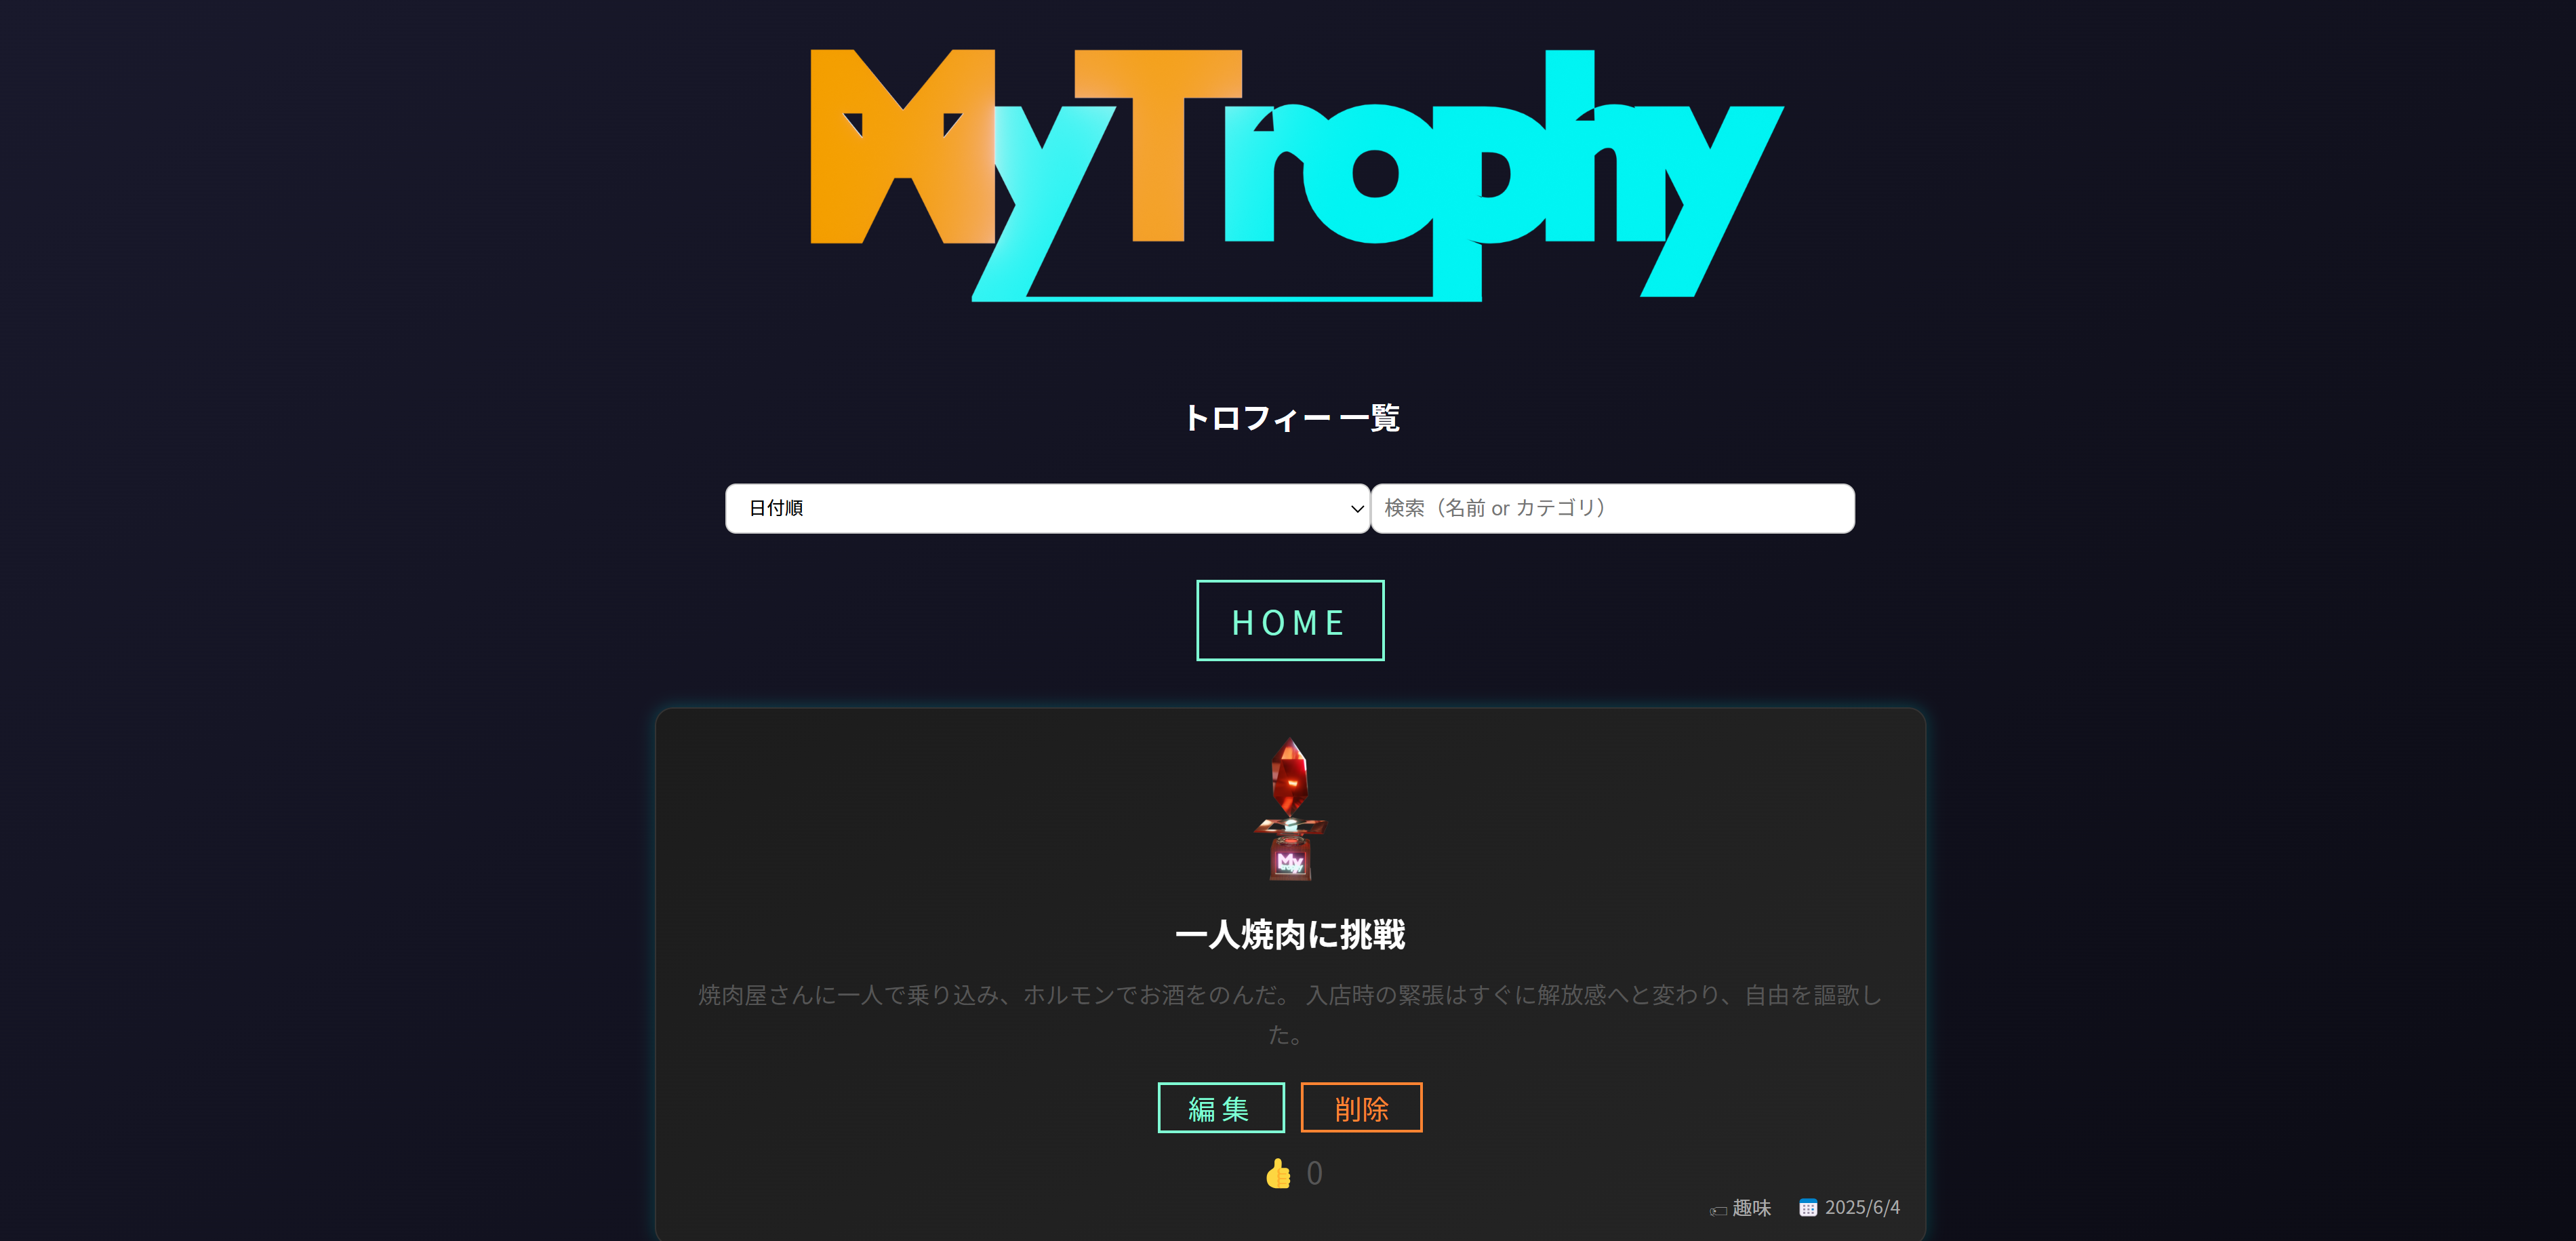 MyTrophy
トロフィー 一覧
日付順
検索（名前 or カテゴリ）
HOME
My
一人焼肉に挑戦
焼肉屋さんに一人で乗り込み、ホルモンでお酒をのんだ。 入店時の緊張はすぐに解放感へと変わり、自由を謳歌し
た。
編集 削除
👍 0
趣味 2025/6/4